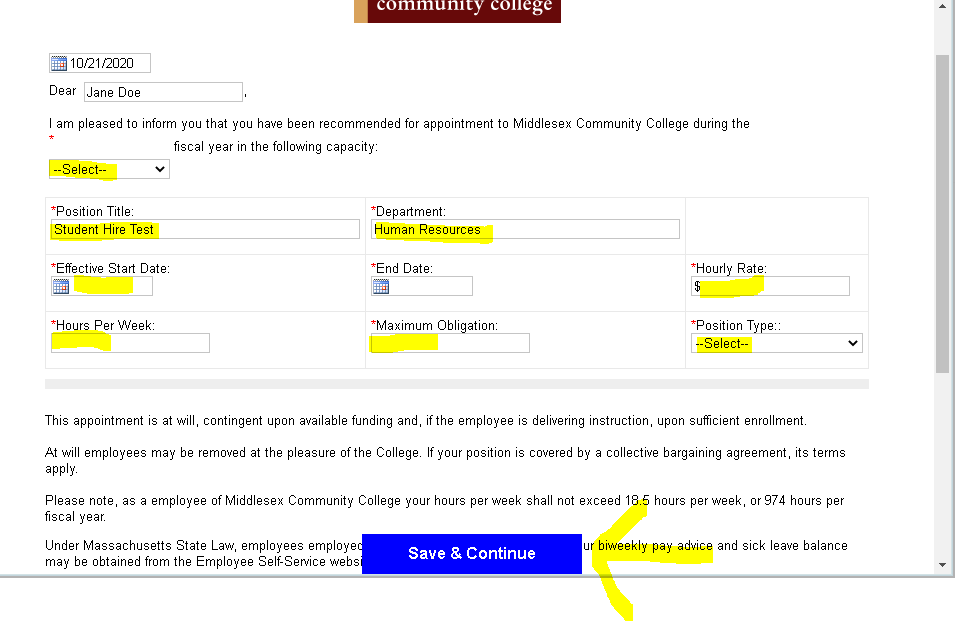 community college
10/21/2020
Dear Jane Doe ,
I am pleased to inform you that you have been recommended for appointment to Middlesex Community College during the
*
fiscal year in the following capacity:
--Select--
*Position Title: *Department:
Student Hire Test Human Resources
*Effective Start Date: *End Date: *Hourly Rate:
$
*Hours Per Week: *Maximum Obligation: *Position Type::
--Select--
This appointment is at will, contingent upon available funding and, if the employee is delivering instruction, upon sufficient enrollment.
At will employees may be removed at the pleasure of the College. If your position is covered by a collective bargaining agreement, its terms
apply.
Please note, as a employee of Middlesex Community College your hours per week shall not exceed 18.5 hours per week, or 974 hours per
fiscal year.
Under Massachusetts State Law, employees employed biweekly pay advice and sick leave balance
Save & Continue
may be obtained from the Employee Self-Service